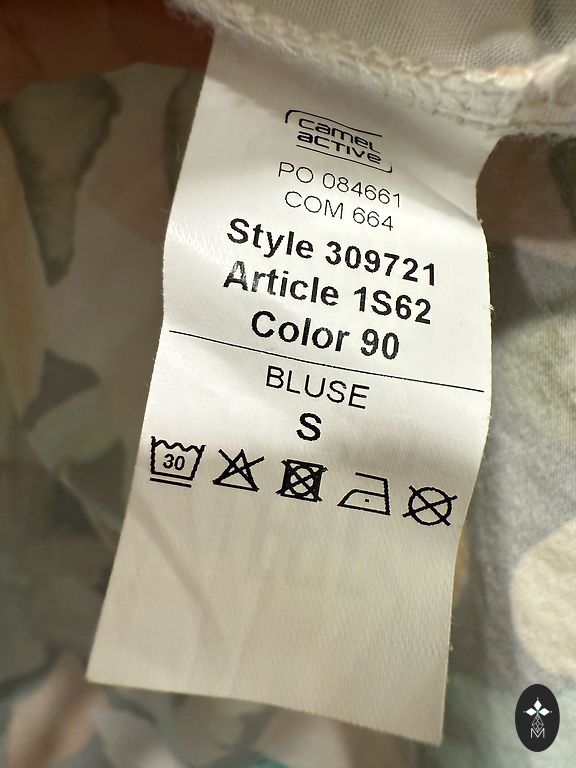 camel
active
PO 084661
COM 664
Style 309721
Article 1S62
Color 90
BLUSE
S
30
M